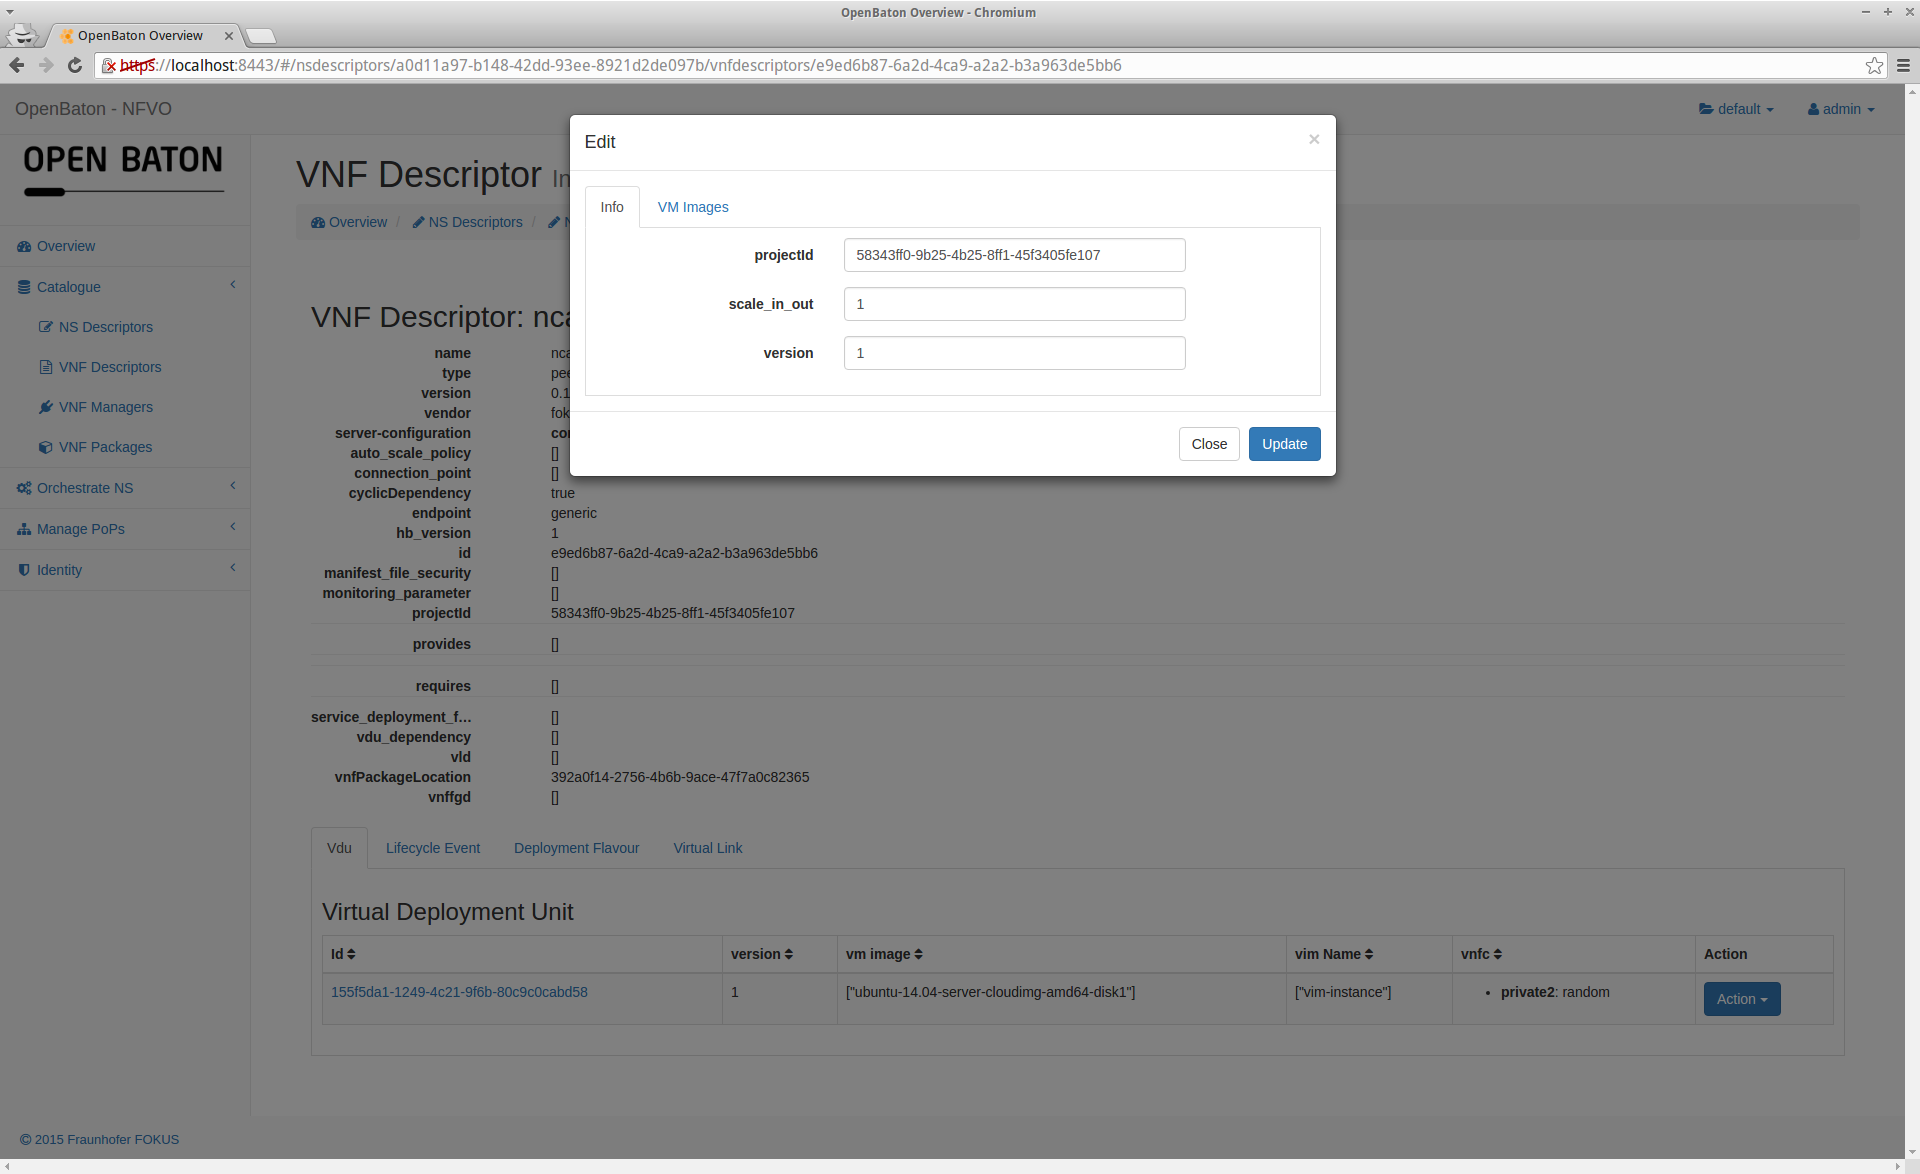 OpenBaton Overview - Chromium
OpenBaton Overview
https://localhost:8443/#/nsdescriptors/a0d11a97-b148-42dd-93ee-8921d2de097b/vnfdescriptors/e9ed6b87-6a2d-4ca9-a2a2-b3a963de5bb6
OpenBaton - NFVO
default
admin
OPEN BATON
Overview
Catalogue
NS Descriptors
VNF Descriptors
VNF Managers
VNF Packages
Orchestrate NS
Manage PoPs
Identity
VNF Descriptor In
Overview / NS Descriptors / N
VNF Descriptor: nca
name nca
type pee
version 0.1
vendor fok
server-configuration con
auto_scale_policy []
connection_point []
cyclicDependency true
endpoint generic
hb_version 1
id e9ed6b87-6a2d-4ca9-a2a2-b3a963de5bb6
manifest_file_security []
monitoring_parameter []
projectId 58343ff0-9b25-4b25-8ff1-45f3405fe107
provides []
requires []
service_deployment_f... []
vdu_dependency []
vld []
vnfPackageLocation 392a0f14-2756-4b6b-9ace-47f7a0c82365
vnffgd []
Edit ×
Info VM Images
projectId 58343ff0-9b25-4b25-8ff1-45f3405fe107
scale_in_out 1
version 1
Close Update
Vdu Lifecycle Event Deployment Flavour Virtual Link
Virtual Deployment Unit
Id version vm image vim Name vnfc Action
155f5da1-1249-4c21-9f6b-80c9c0cabd58 1 ["ubuntu-14.04-server-cloudimg-amd64-disk1"] ["vim-instance"] • private2: random Action
© 2015 Fraunhofer FOKUS